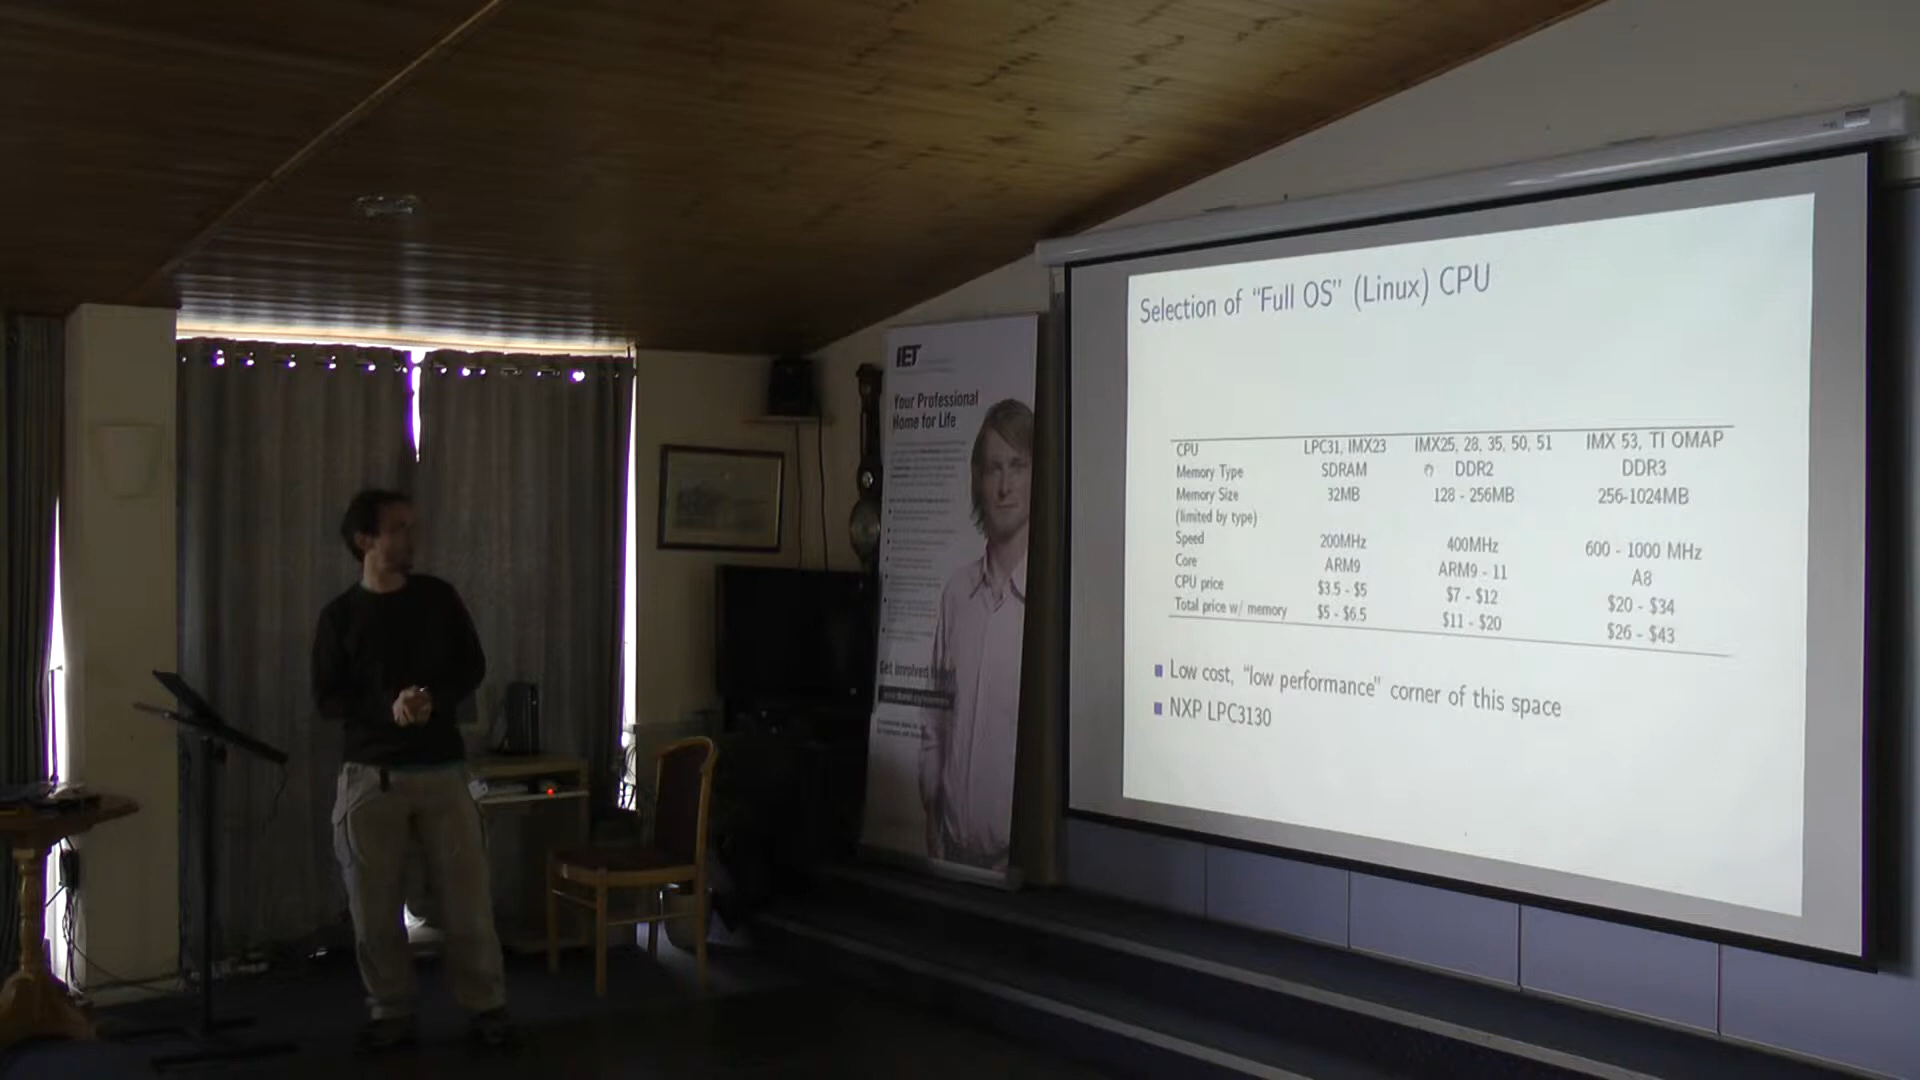 Selection of “Full OS” (Linux) CPU
CPU LPC31, IMX23 IMX25, 28, 35, 50, 51 IMX 53, TI OMAP
Memory Type SDRAM DDR2 DDR3
Memory Size 32MB 128 - 256MB 256-1024MB
(limited by type)
Speed 200MHz 400MHz 600 - 1000 MHz
Core ARM9 ARM9 - 11 A8
CPU price $3.5 - $5 $7 - $12 $20 - $34
Total price w/ memory $5 - $6.5 $11 - $20 $26 - $43
Low cost, “low performance” corner of this space
NXP LPC3130
IET
Your Professional
Home for Life
Get involved